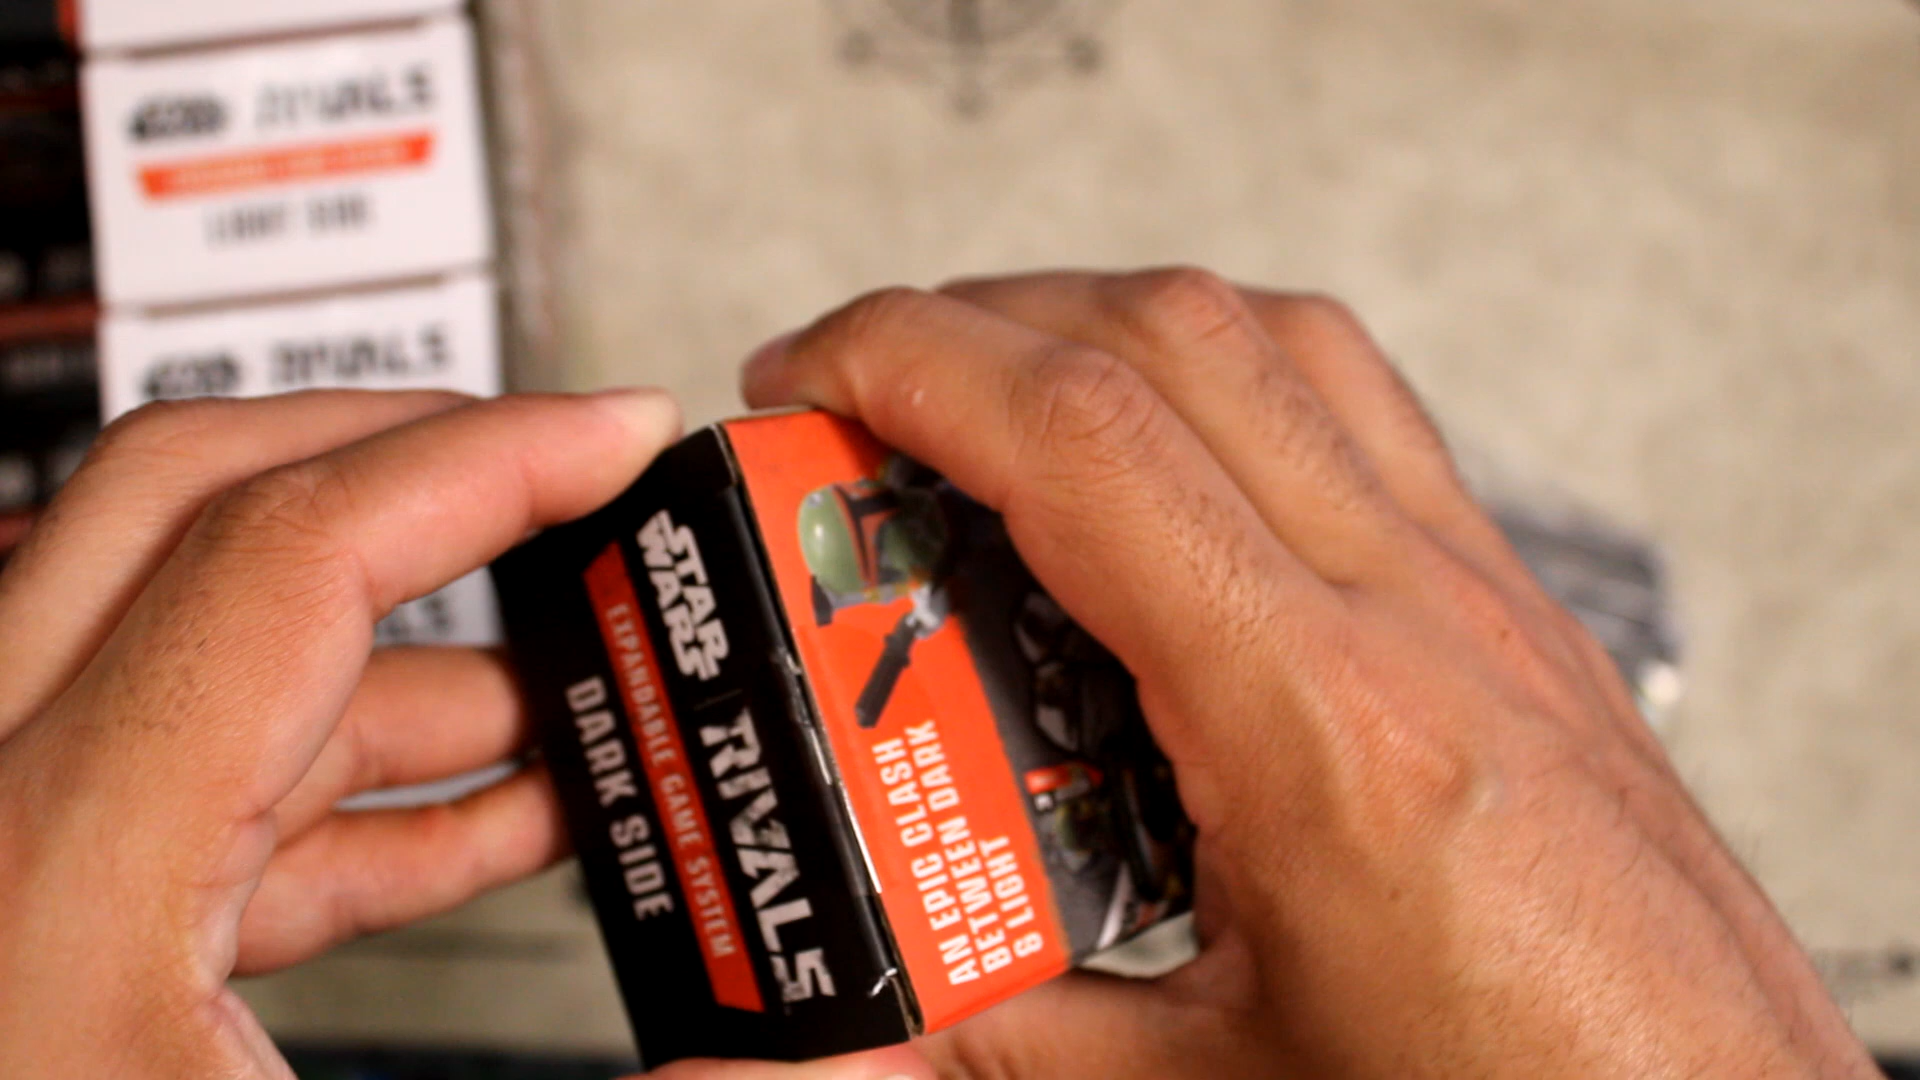 RIVALS
LIGHT SIDE
RIVALS
STAR
WARS
RIVALS
EXPANDABLE GAME SYSTEM
DARK SIDE
AN EPIC CLASH
BETWEEN DARK
& LIGHT